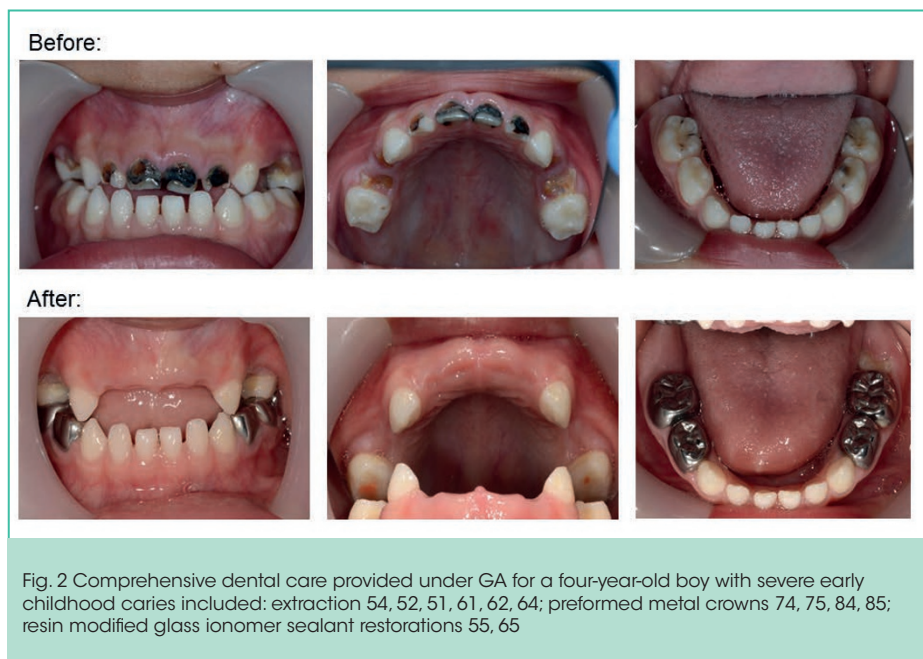 Before:
After:
Fig. 2 Comprehensive dental care provided under GA for a four-year-old boy with severe early
childhood caries included: extraction 54, 52, 51, 61, 62, 64; preformed metal crowns 74, 75, 84, 85;
resin modified glass ionomer sealant restorations 55, 65